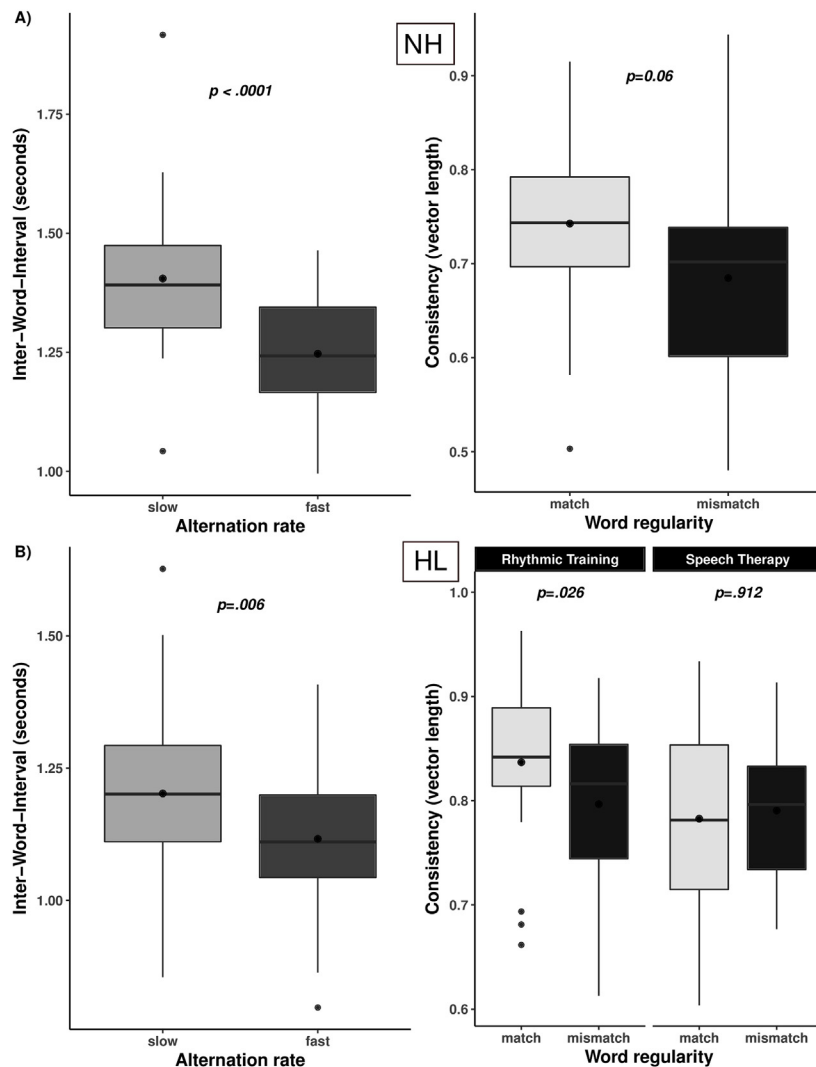 A)
NH
p < .0001
p=0.06
Inter-Word-Interval (seconds)
1.75
1.50
1.25
1.00
slow
fast
Alternation rate
Consistency (vector length)
0.9
0.8
0.7
0.6
0.5
match
mismatch
Word regularity
B)
HL
p=.006
Inter-Word-Interval (seconds)
1.50
1.25
1.00
slow
fast
Alternation rate
Rhythmic Training
Speech Therapy
p=.026
p=.912
Consistency (vector length)
1.0
0.9
0.8
0.7
0.6
match
mismatch
match
mismatch
Word regularity